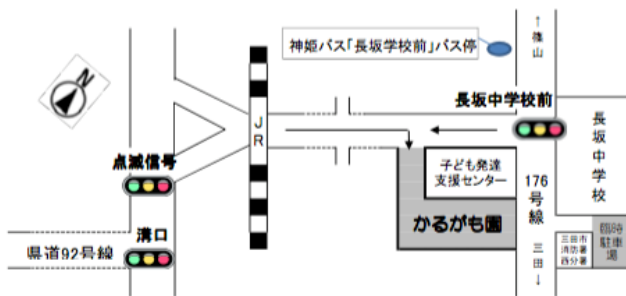 N
神姫バス「長坂学校前」バス停
↑篠山
長坂中学校前
JR
点滅信号
溝口
県道92号線
子ども発達
支援センター
かるがも園
176号線
三田↓
長坂中学校
三田市
消防署
西分署
臨時
駐車場